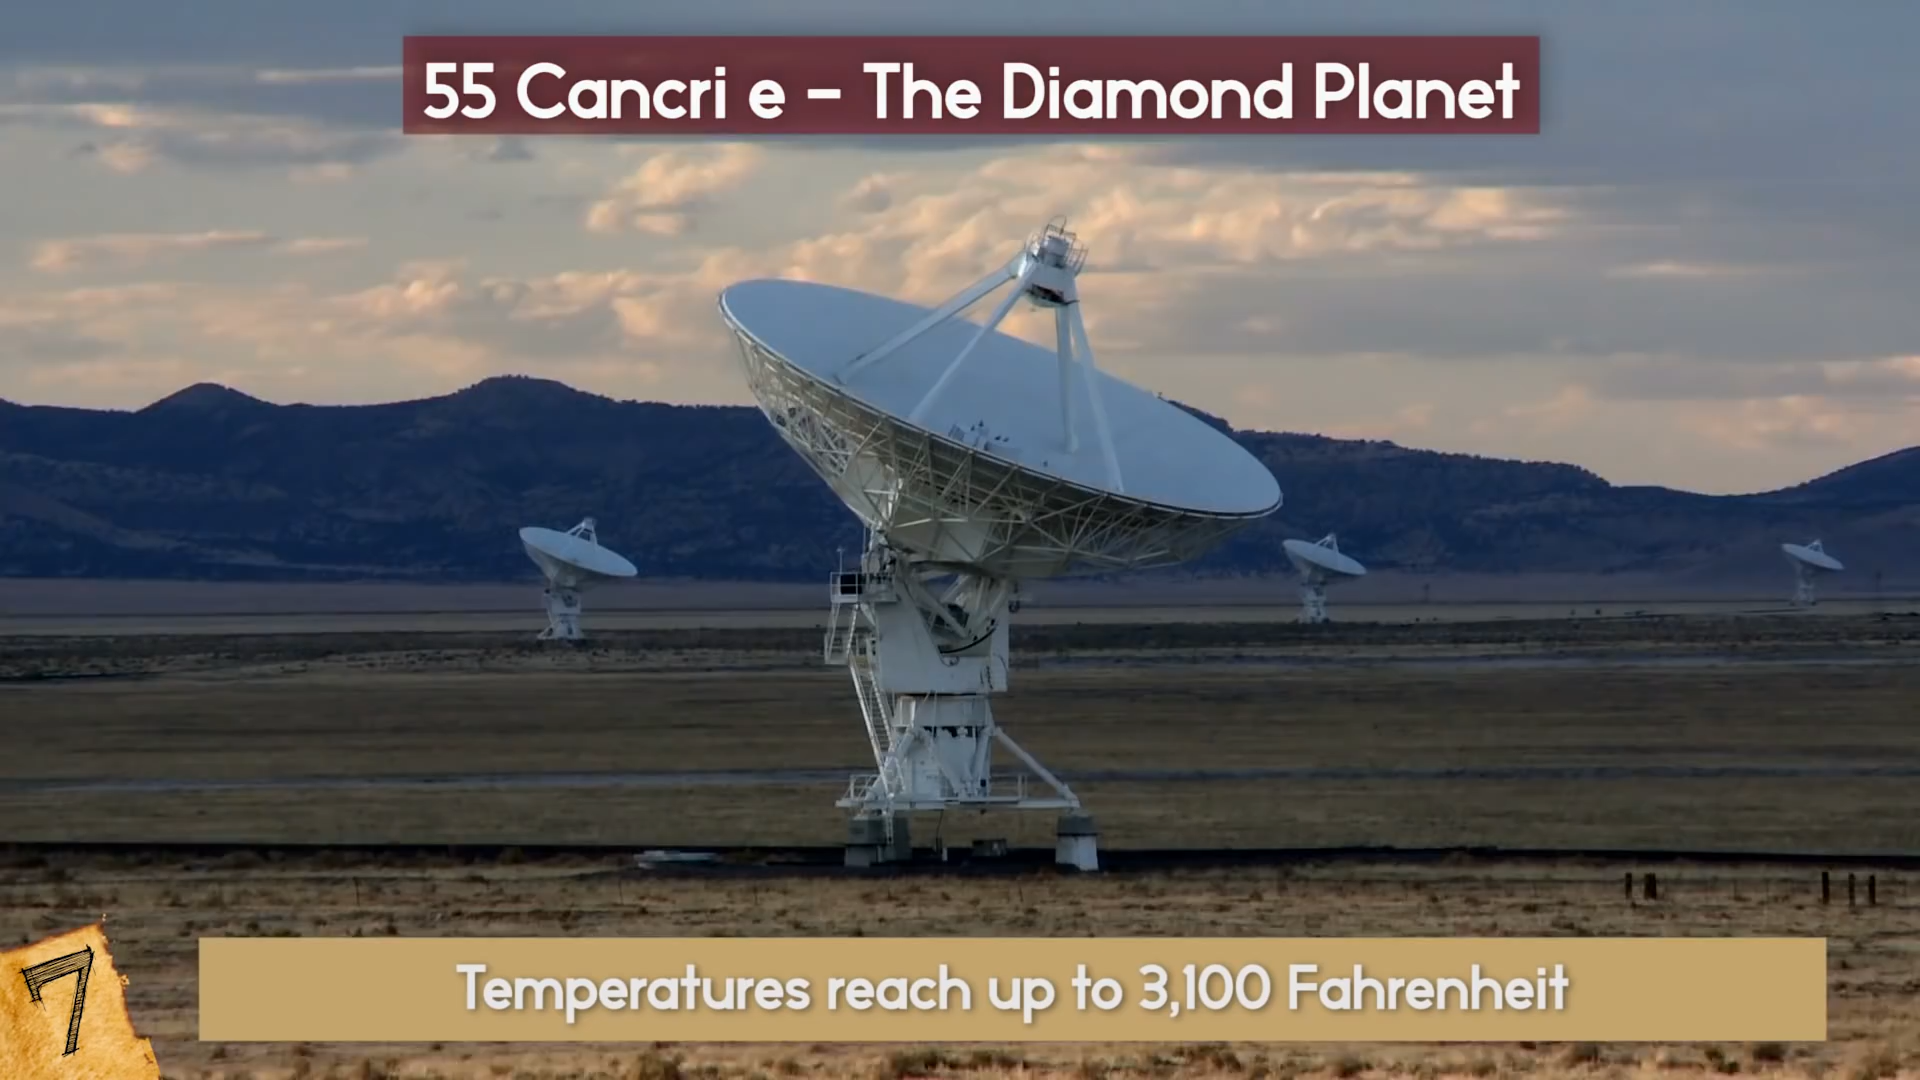 55 Cancri e - The Diamond Planet
7
Temperatures reach up to 3,100 Fahrenheit